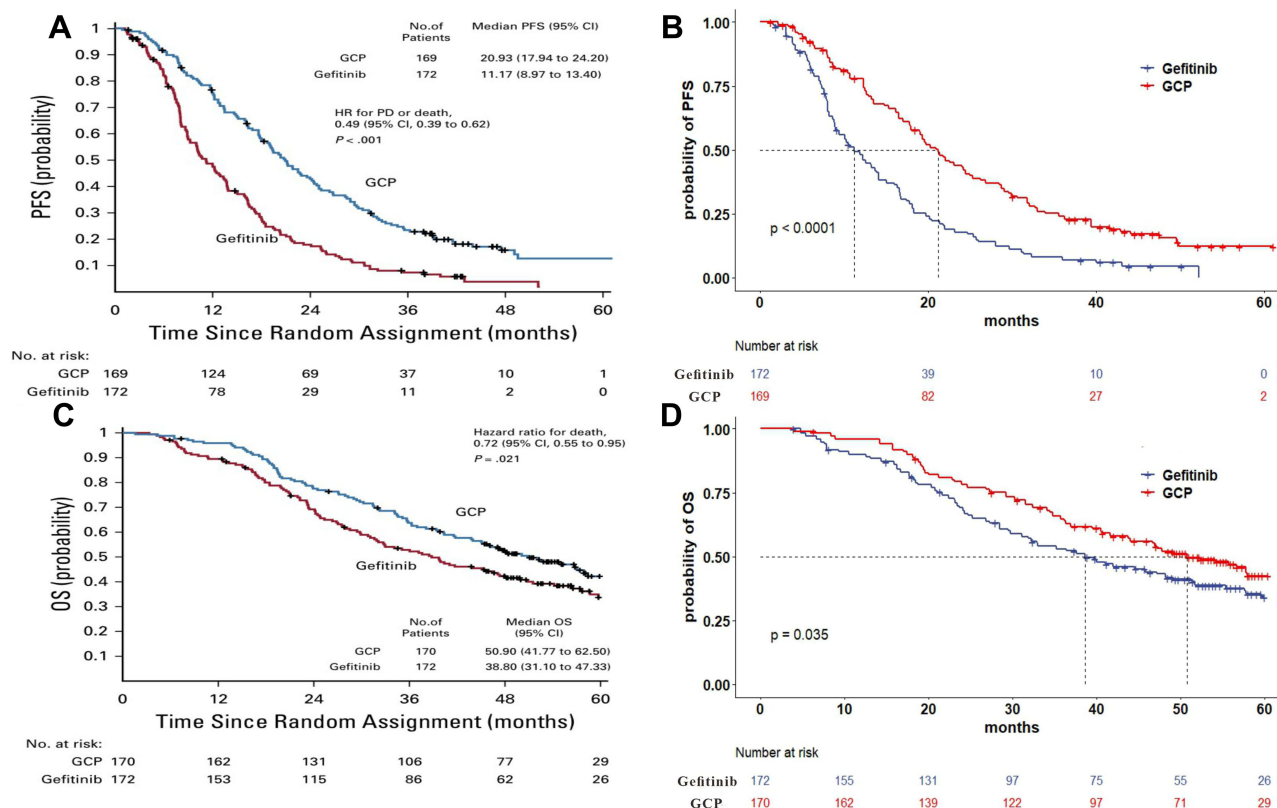 A
No.of Patients Median PFS (95% CI)
GCP 169 20.93 (17.94 to 24.20)
Gefitinib 172 11.17 (8.97 to 13.40)
HR for PD or death,
0.49 (95% CI, 0.39 to 0.62)
P < .001
PFS (probability)
1
0.9
0.8
0.7
0.6
0.5
0.4
0.3
0.2
0.1
GCP
Gefitinib
0 12 24 36 48 60
Time Since Random Assignment (months)
No. at risk:
GCP 169 124 69 37 10 1
Gefitinib 172 78 29 11 2 0
B
probability of PFS
1.00
0.75
0.50
0.25
0.00
Gefitinib
GCP
p < 0.0001
0 20 40 60
months
Number at risk
Gefitinib 172 39 10 0
GCP 169 82 27 2
C
Hazard ratio for death,
0.72 (95% CI, 0.55 to 0.95)
P = .021
OS (probability)
1
0.9
0.8
0.7
0.6
0.5
0.4
0.3
0.2
0.1
GCP
Gefitinib
No.of Patients Median OS (95% CI)
GCP 170 50.90 (41.77 to 62.50)
Gefitinib 172 38.80 (31.10 to 47.33)
0 12 24 36 48 60
Time Since Random Assignment (months)
No. at risk:
GCP 170 162 131 106 77 29
Gefitinib 172 153 115 86 62 26
D
probability of OS
1.00
0.75
0.50
0.25
0.00
Gefitinib
GCP
p = 0.035
0 10 20 30 40 50 60
months
Number at risk
Gefitinib 172 155 131 97 75 55 26
GCP 170 162 139 122 97 71 29